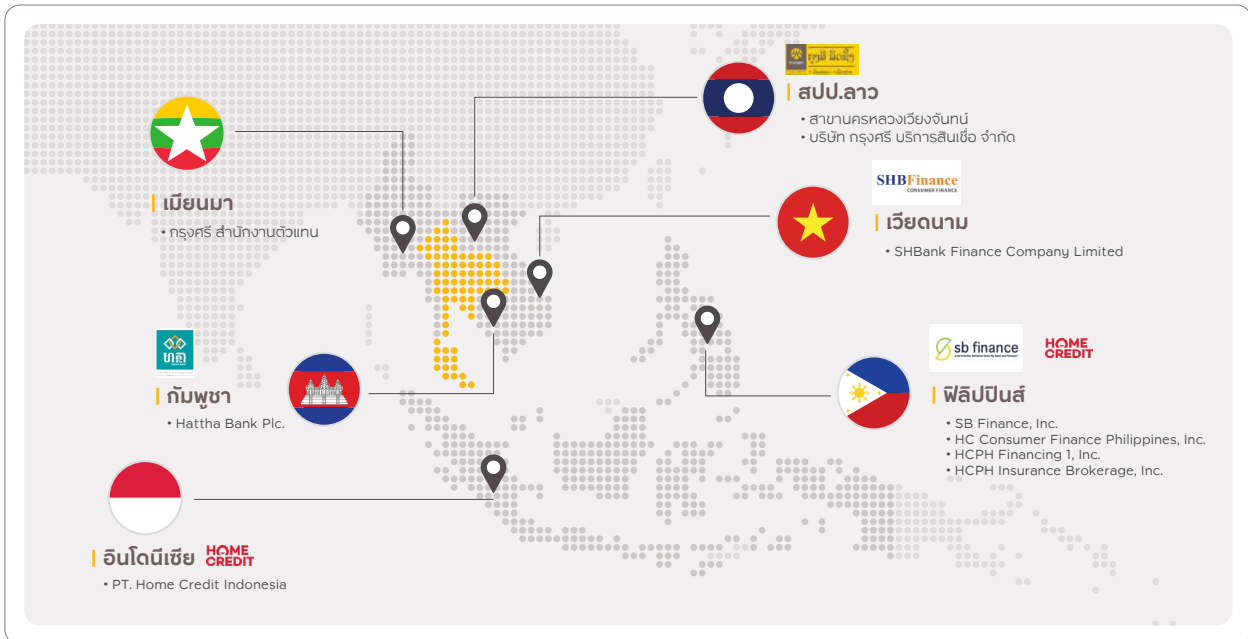 สปป.ลาว
• สาขานครหลวงเวียงจันทน์
• บริษัท กรุงศรี บริการสินเชื่อ จำกัด
เมียนมา
• กรุงศรี สำนักงานตัวแทน
SHBFinance
CONSUMER FINANCE
เวียดนาม
• SHBank Finance Company Limited
ຫត្ថា
กัมพูชา
• Hattha Bank Plc.
sb finance
HOME
CREDIT
ฟิลิปปินส์
• SB Finance, Inc.
• HC Consumer Finance Philippines, Inc.
• HCPH Financing 1, Inc.
• HCPH Insurance Brokerage, Inc.
อินโดนีเซีย
HOME
CREDIT
• PT. Home Credit Indonesia